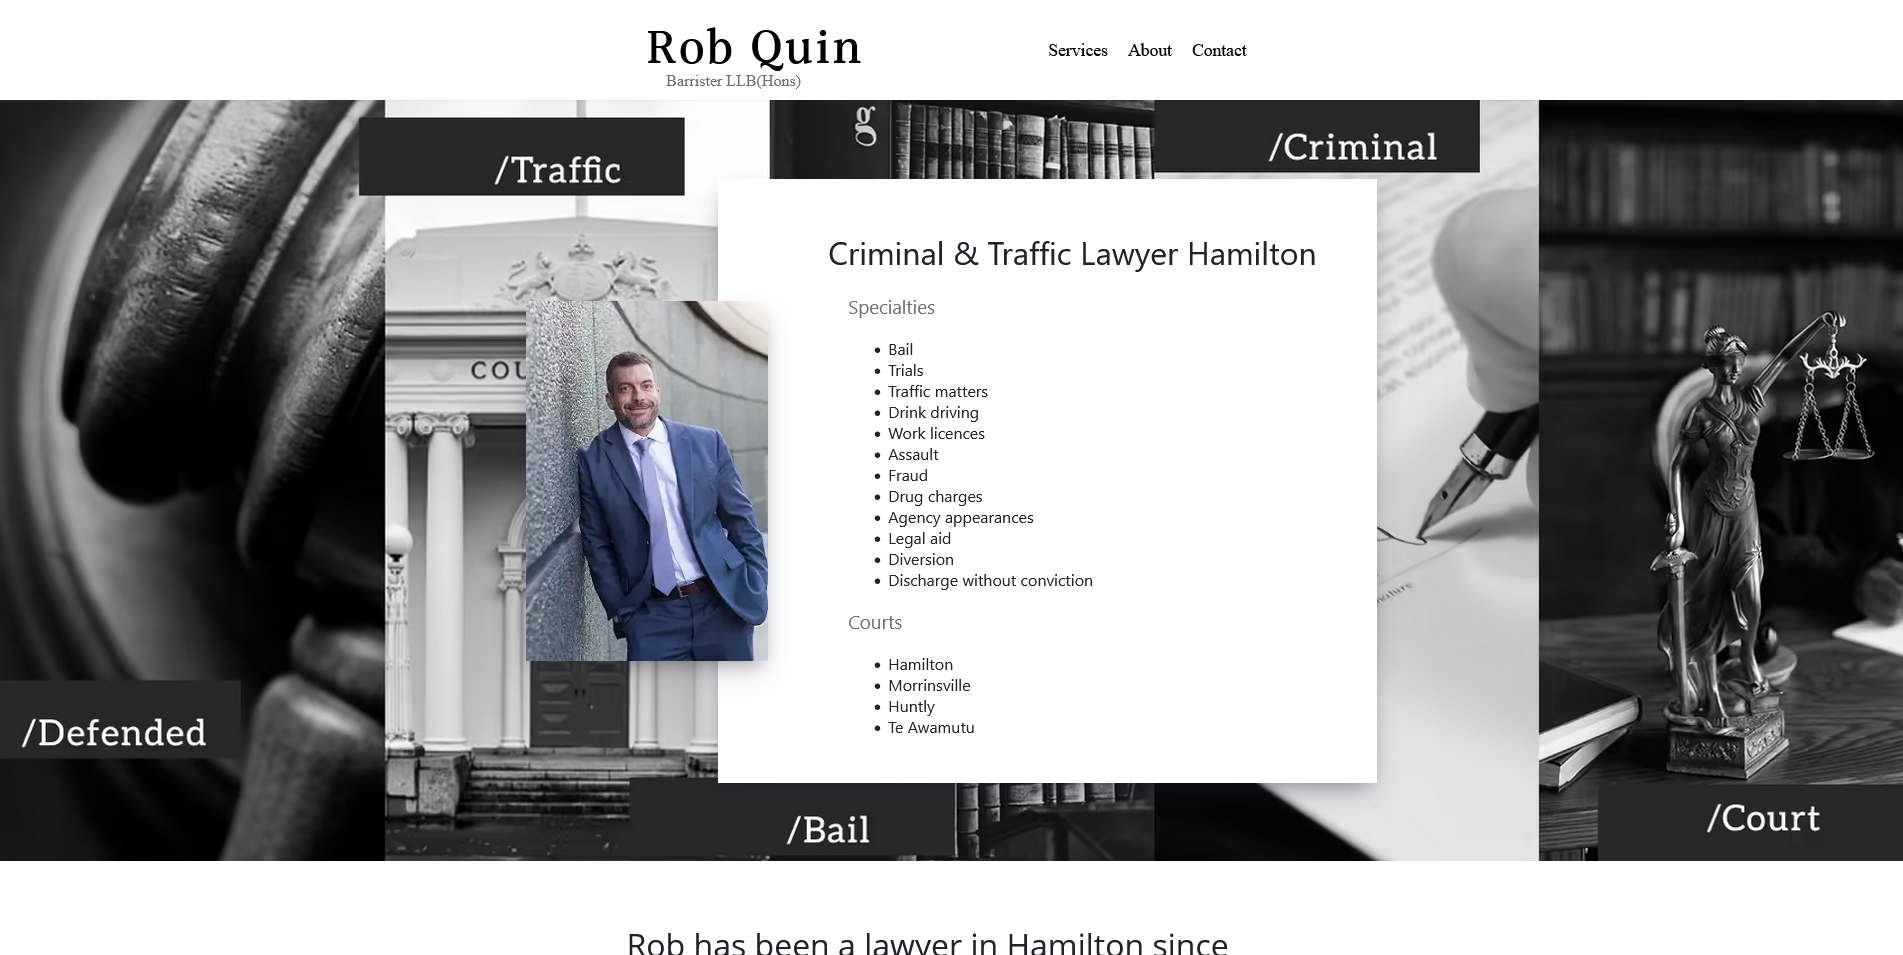 Rob Quin
Barrister LLB(Hons)
Services
About
Contact
/Traffic
g
/Criminal
Criminal & Traffic Lawyer Hamilton
Specialties
Bail
Trials
Traffic matters
Drink driving
Work licences
Assault
Fraud
Drug charges
Agency appearances
Legal aid
Diversion
Discharge without conviction
Courts
Hamilton
Morrinsville
Huntly
Te Awamutu
COU
/Defended
/Bail
/Court
Rob has been a lawyer in Hamilton since